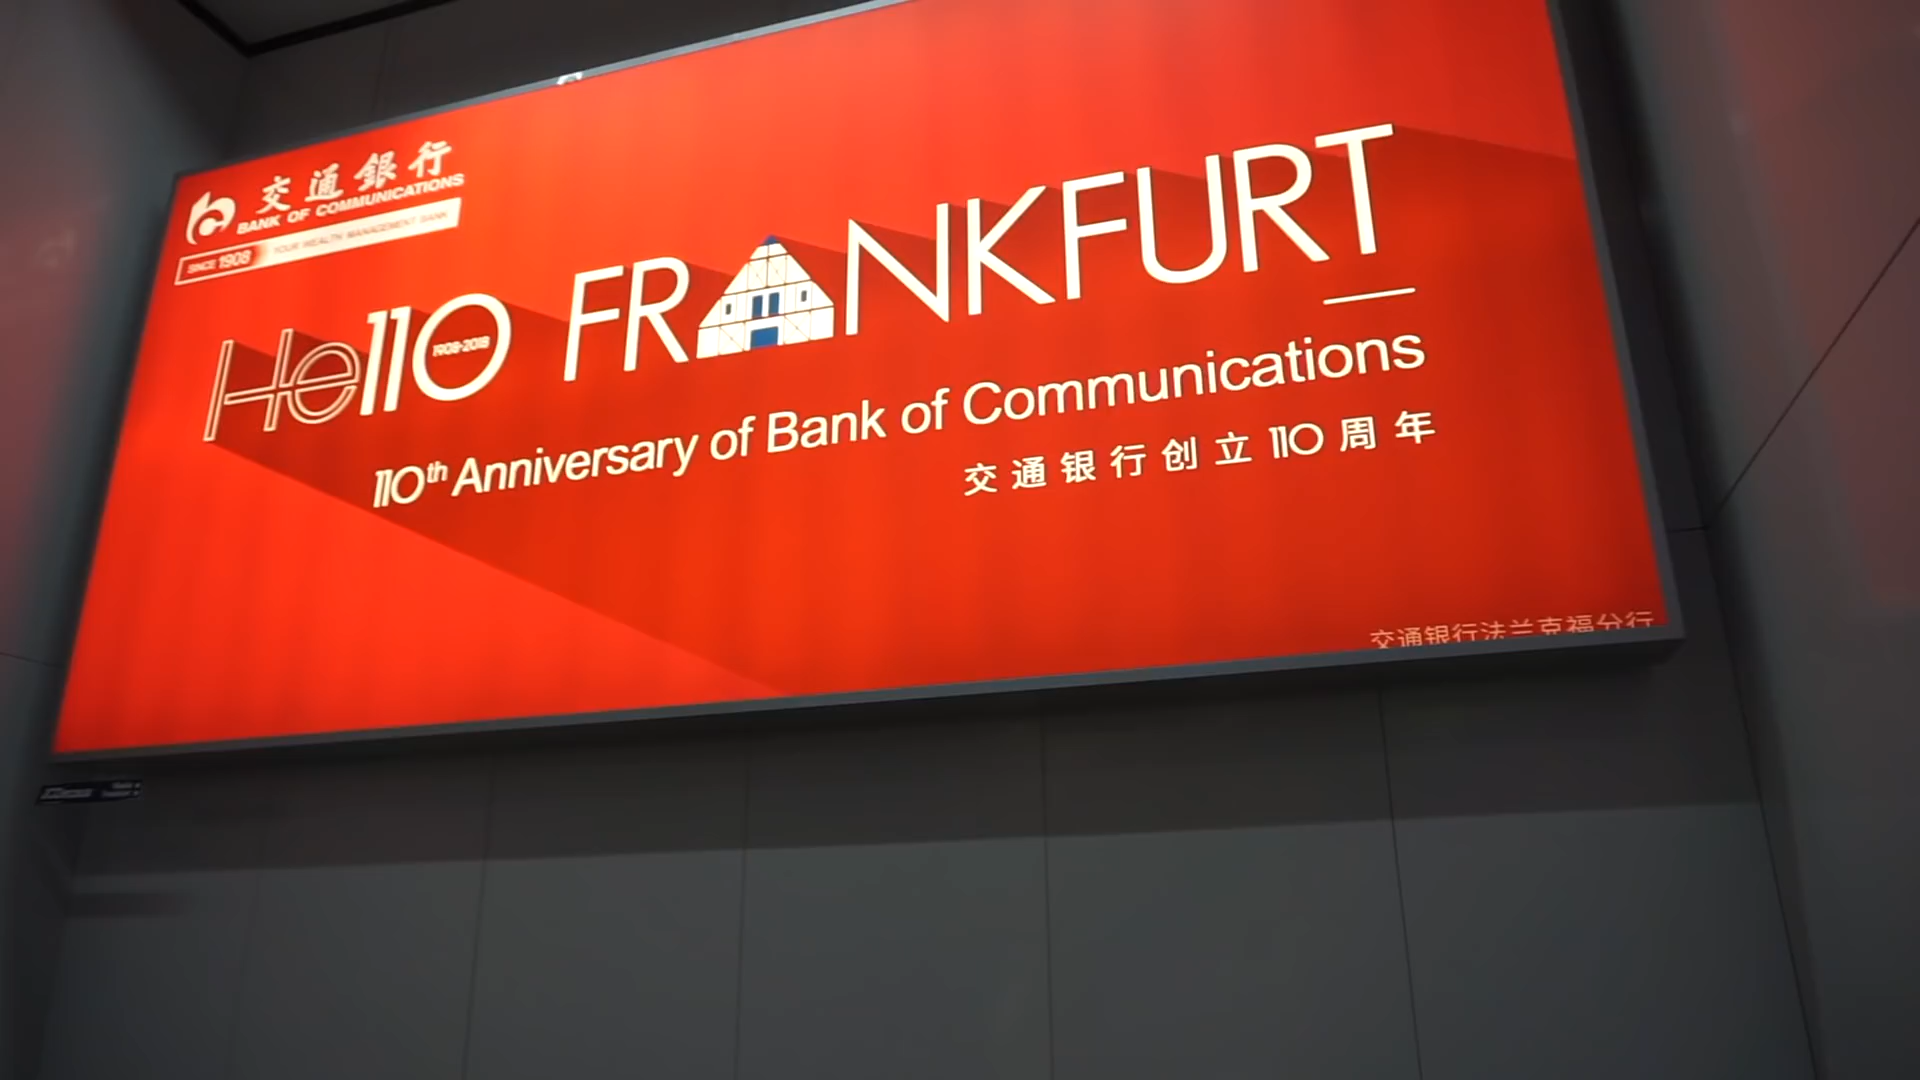 交通銀行
BANK OF COMMUNICATIONS
SINCE 1908 YOUR WEALTH MANAGEMENT BANK
He110 FRANKFURT
1908-2018
110th Anniversary of Bank of Communications
交通银行创立110周年
交通银行法兰克福分行